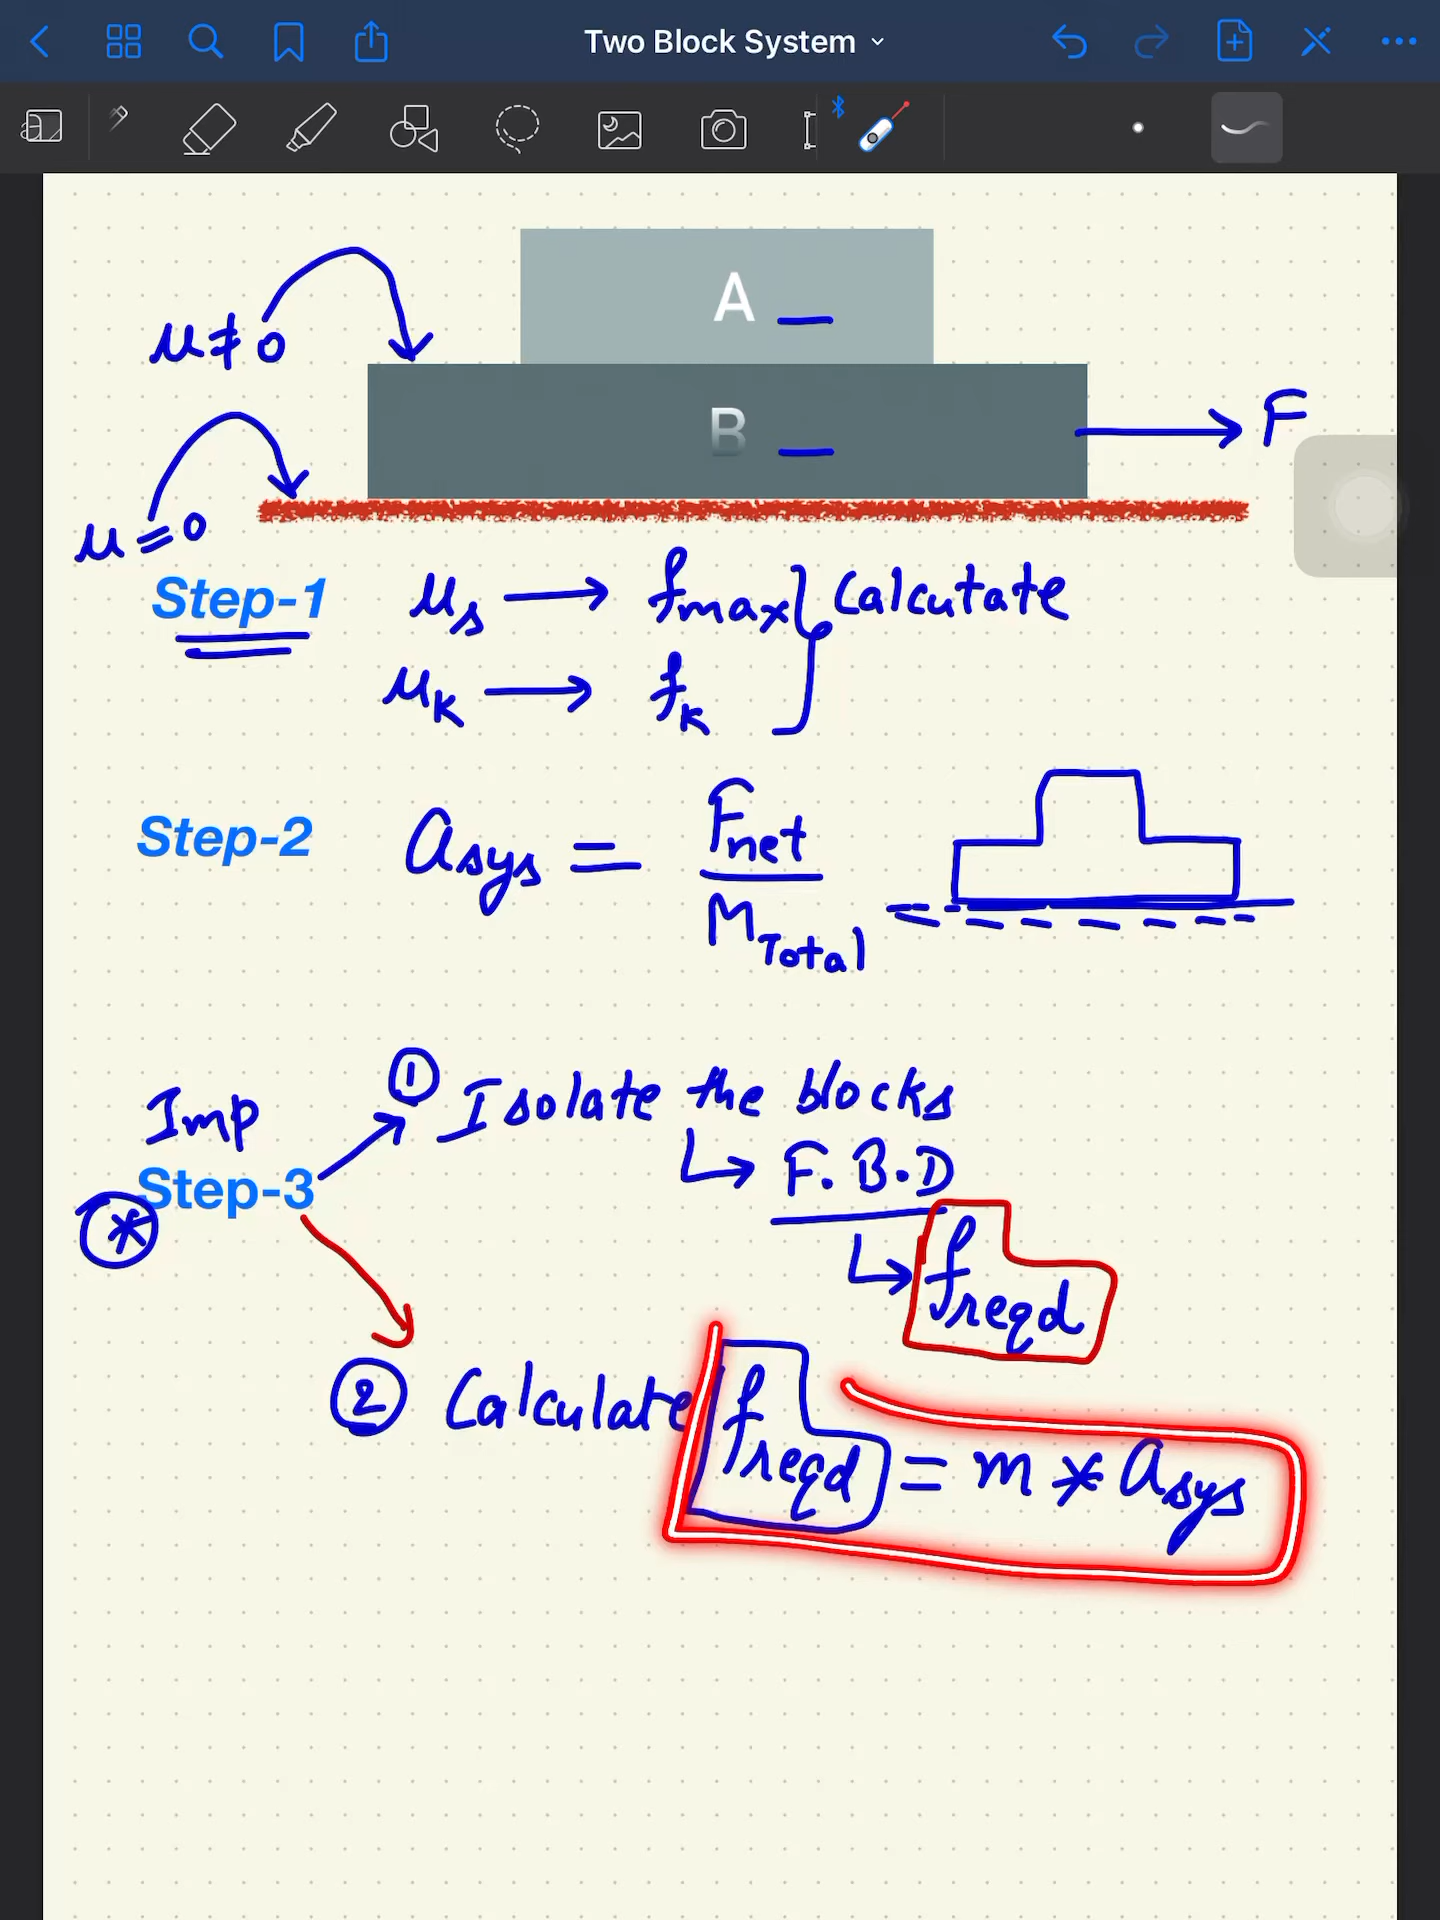 Two Block System
A
μ ≠ 0
B
F
μ = 0
Step-1 μs → fmax } Calcutate
μK → fK
Step-2 asys = Fnet / MTotal
① Isolate the blocks
Imp
→ F.B.D
Step-3
*
→ freqd
② Calculate freqd = m * asys